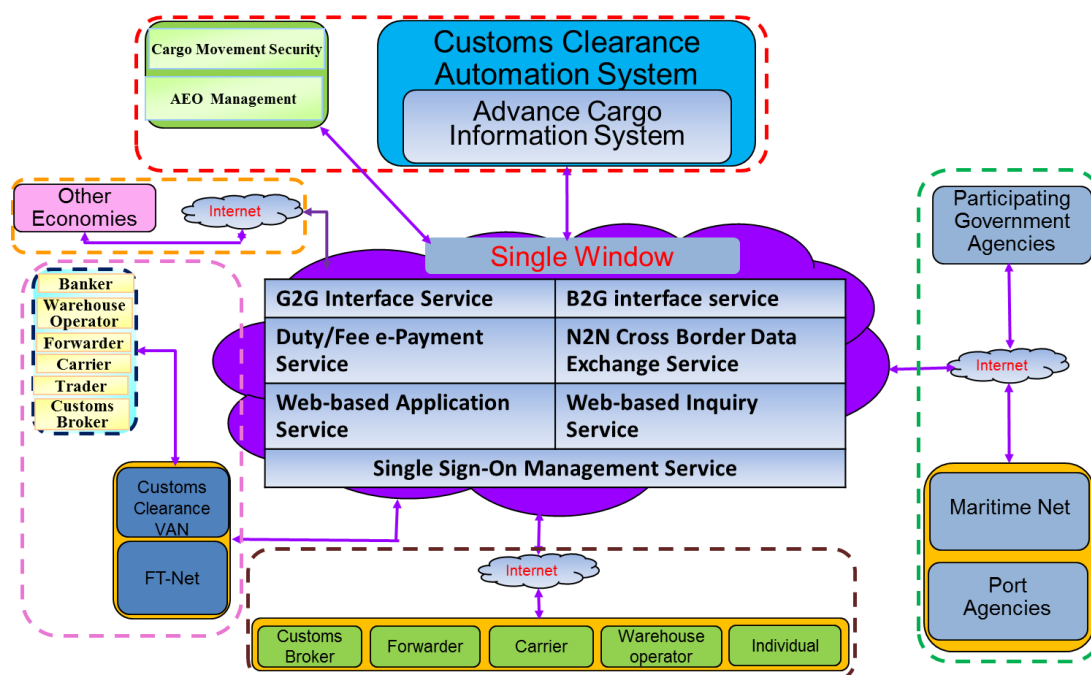 Cargo Movement Security
AEO Management
Customs Clearance
Automation System
Advance Cargo
Information System
Other
Economies
Internet
Participating
Government
Agencies
Single Window
G2G Interface Service
B2G interface service
Duty/Fee e-Payment
Service
N2N Cross Border Data
Exchange Service
Web-based Application
Service
Web-based Inquiry
Service
Single Sign-On Management Service
Banker
Warehouse
Operator
Forwarder
Carrier
Trader
Customs
Broker
Internet
Customs
Clearance
VAN
FT-Net
Maritime Net
Port
Agencies
Internet
Customs
Broker
Forwarder
Carrier
Warehouse
operator
Individual